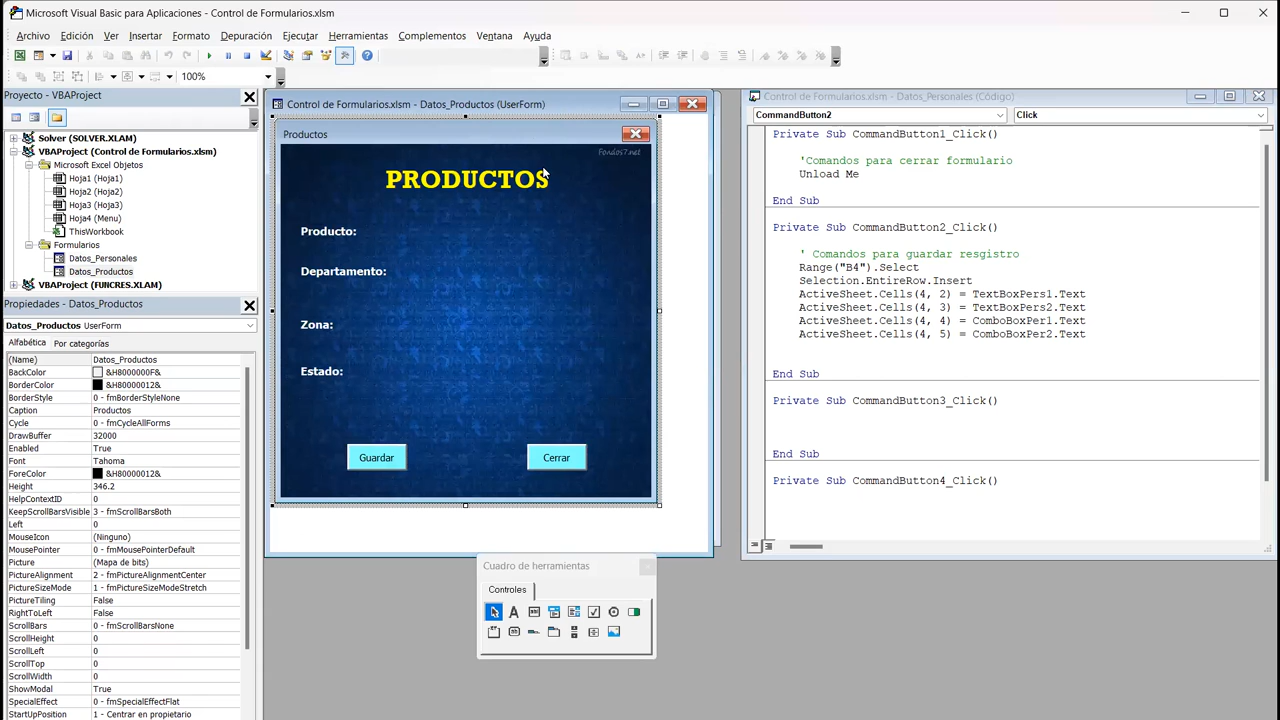 Microsoft Visual Basic para Aplicaciones - Control de Formularios.xlsm
Archivo Edición Ver Insertar Formato Depuración Ejecutar Herramientas Complementos Ventana Ayuda
100%
Proyecto - VBAProject
Solver (SOLVER.XLAM)
VBAProject (Control de Formularios.xlsm)
Microsoft Excel Objetos
Hoja1 (Hoja1)
Hoja2 (Hoja2)
Hoja3 (Hoja3)
Hoja4 (Menu)
ThisWorkbook
Formularios
Datos_Personales
Datos_Productos
VBAProject (FUNCRES.XLAM)
Propiedades - Datos_Productos
Datos_Productos UserForm
Alfabética Por categorías
(Name) Datos_Productos
BackColor &H8000000F&
BorderColor &H80000012&
BorderStyle 0 - fmBorderStyleNone
Caption Productos
Cycle 0 - fmCycleAllForms
DrawBuffer 32000
Enabled True
Font Tahoma
ForeColor &H80000012&
Height 346.2
HelpContextID 0
KeepScrollBarsVisible 3 - fmScrollBarsBoth
Left 0
MouseIcon (Ninguno)
MousePointer 0 - fmMousePointerDefault
Picture (Mapa de bits)
PictureAlignment 2 - fmPictureAlignmentCenter
PictureSizeMode 1 - fmPictureSizeModeStretch
PictureTiling False
RightToLeft False
ScrollBars 0 - fmScrollBarsNone
ScrollHeight 0
ScrollLeft 0
ScrollTop 0
ScrollWidth 0
ShowModal True
SpecialEffect 0 - fmSpecialEffectFlat
StartUpPosition 1 - Centrar en propietario
Control de Formularios.xlsm - Datos_Productos (UserForm)
Productos
Fondos7.net
PRODUCTOS
Producto:
Departamento:
Zona:
Estado:
Guardar Cerrar
Cuadro de herramientas
Controles
Control de Formularios.xlsm - Datos_Personales (Código)
CommandButton2 Click
Private Sub CommandButton1_Click()
'Comandos para cerrar formulario
Unload Me
End Sub
Private Sub CommandButton2_Click()
' Comandos para guardar resgistro
Range("B4").Select
Selection.EntireRow.Insert
ActiveSheet.Cells(4, 2) = TextBoxPers1.Text
ActiveSheet.Cells(4, 3) = TextBoxPers2.Text
ActiveSheet.Cells(4, 4) = ComboBoxPer1.Text
ActiveSheet.Cells(4, 5) = ComboBoxPer2.Text
End Sub
Private Sub CommandButton3_Click()
End Sub
Private Sub CommandButton4_Click()